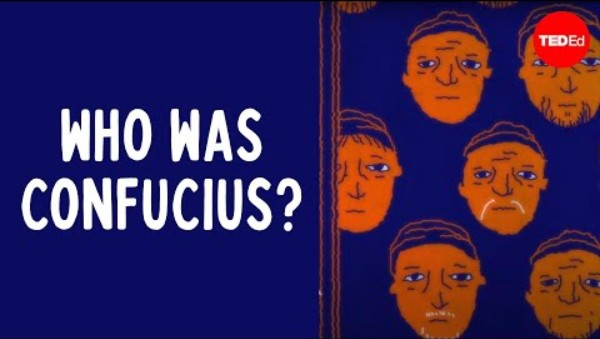 WHO WAS
CONFUCIUS?
TED Ed